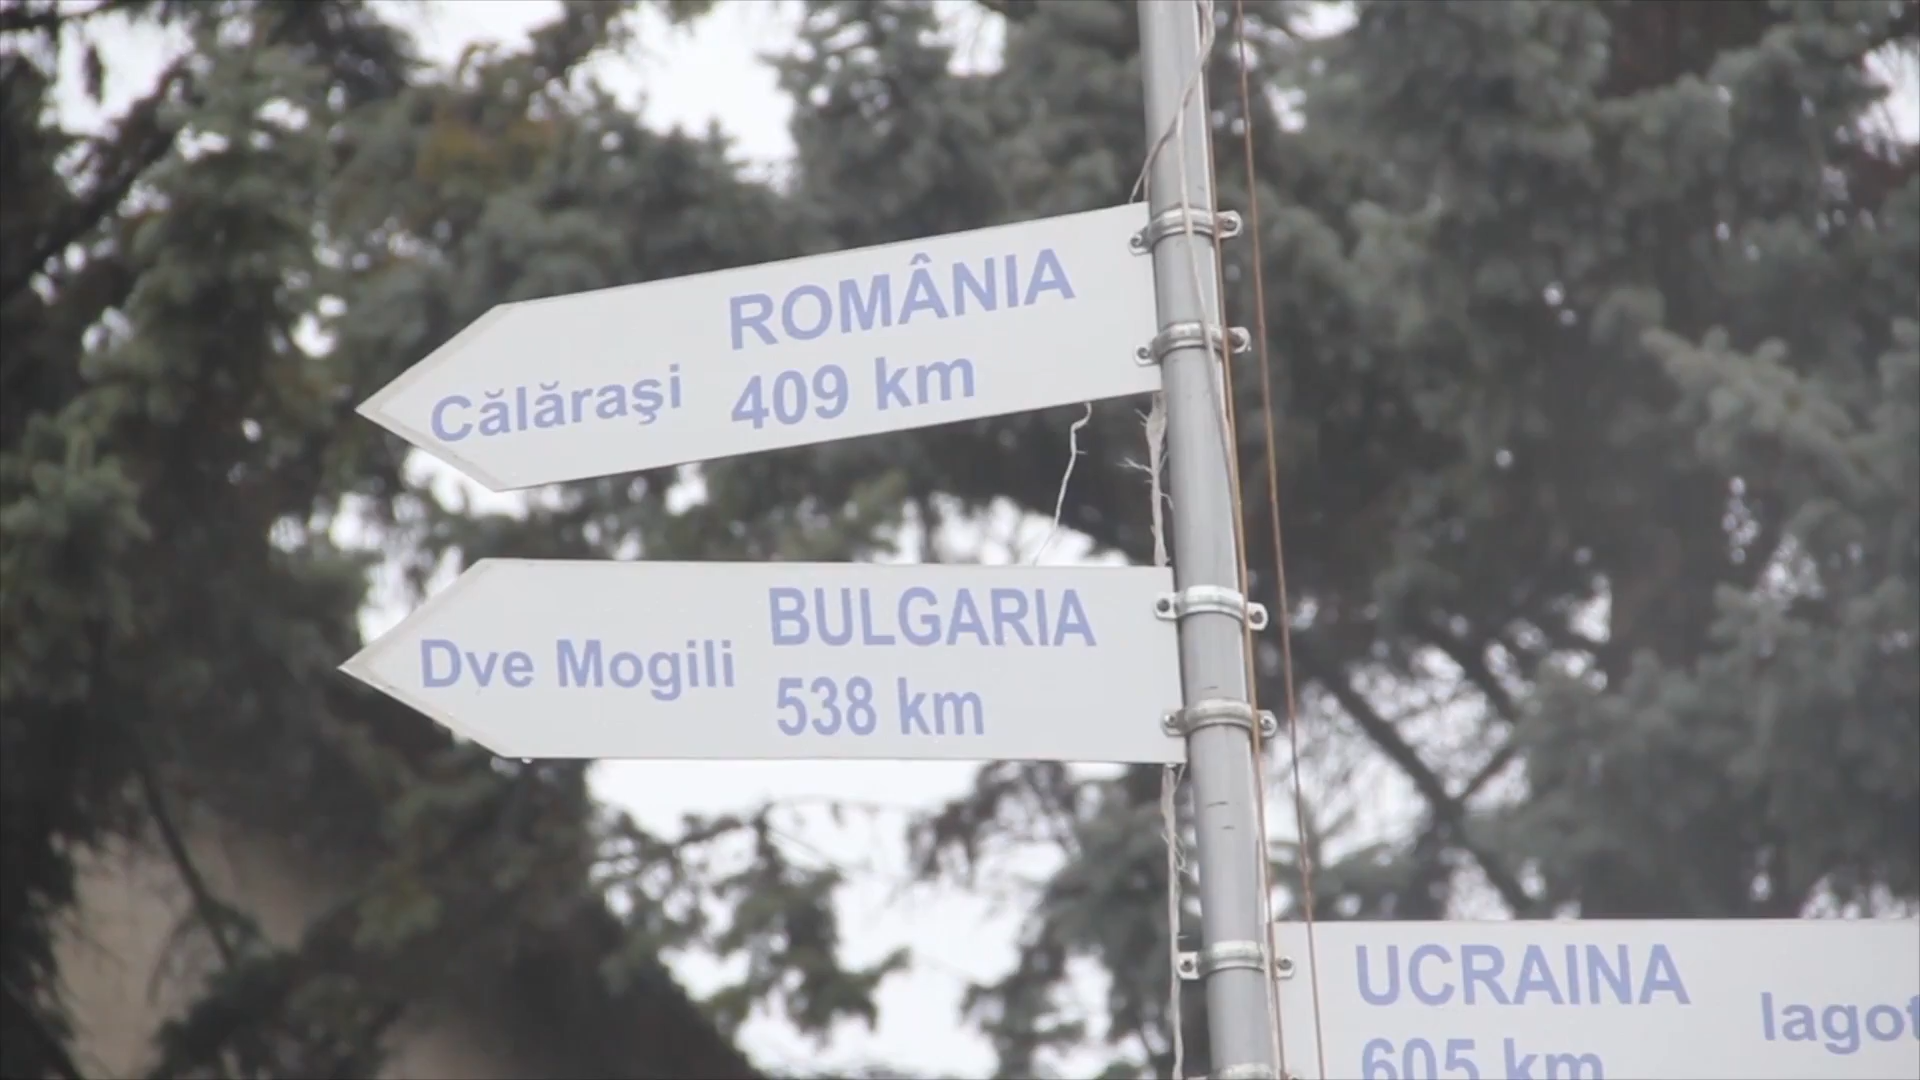 ROMÂNIA
Călăraşi 409 km
BULGARIA
Dve Mogili
538 km
UCRAINA
605 km